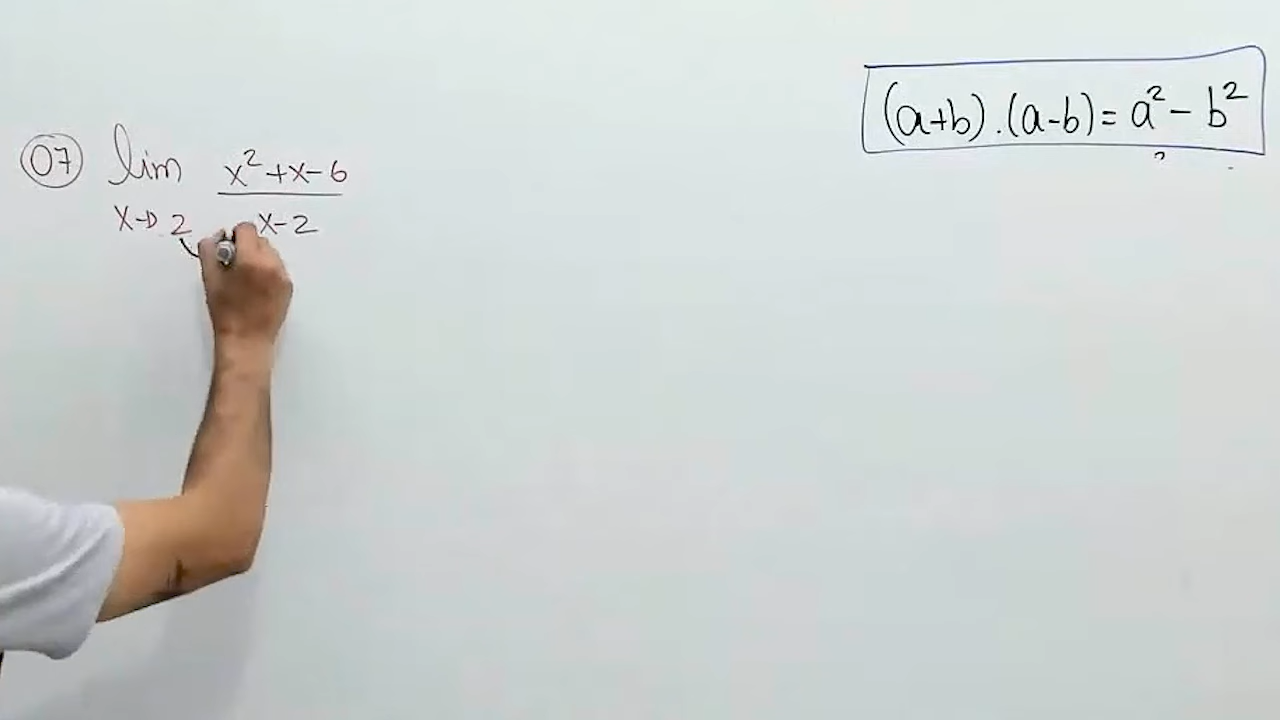 (a+b).(a-b)=a²-b²
07 lim x²+x-6
x→2 x-2